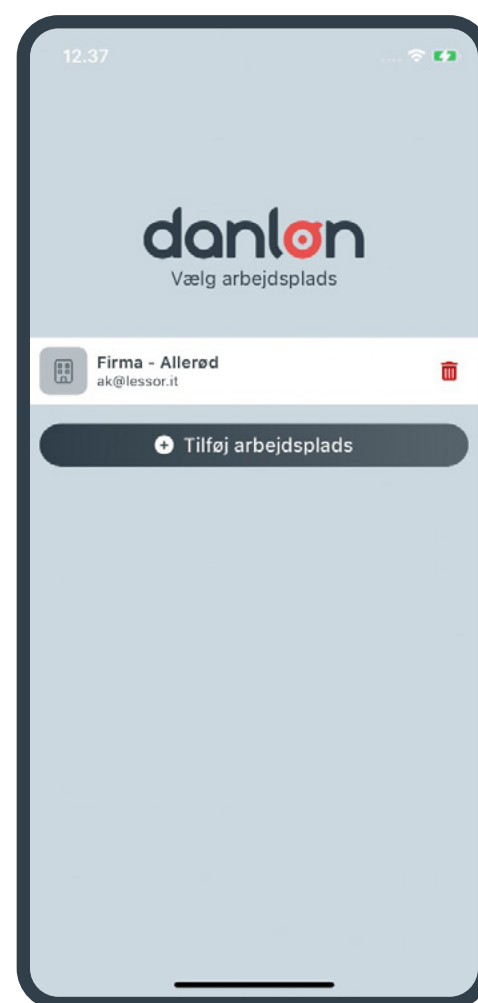 12.37
danløn
Vælg arbejdsplads
Firma - Allerød
ak@lessor.it
Tilføj arbejdsplads